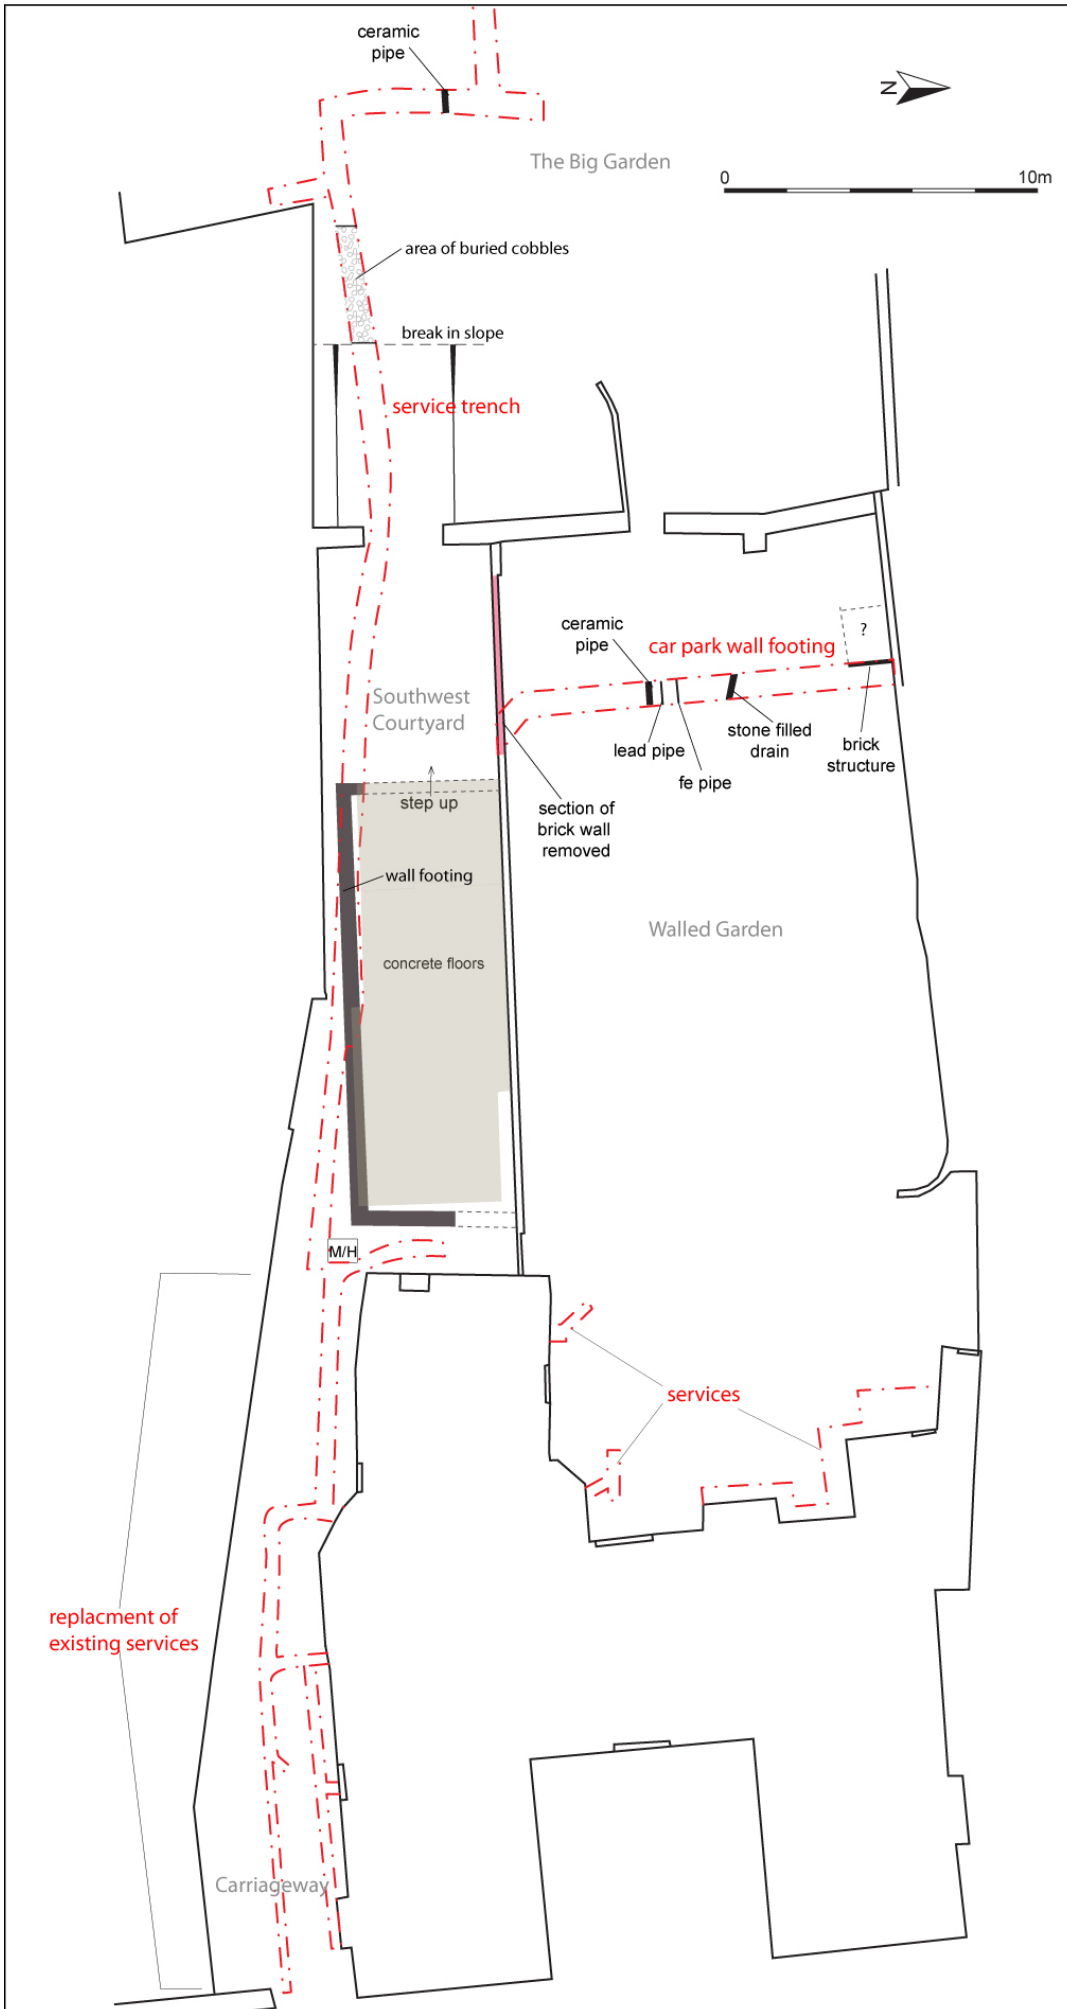 ceramic
pipe
N
The Big Garden
0 10m
area of buried cobbles
break in slope
service trench
ceramic
pipe
car park wall footing
?
Southwest
Courtyard
lead pipe
fe pipe
stone filled
drain
brick
structure
step up
section of
brick wall
removed
wall footing
Walled Garden
concrete floors
M/H
services
replacment of
existing services
Carriageway